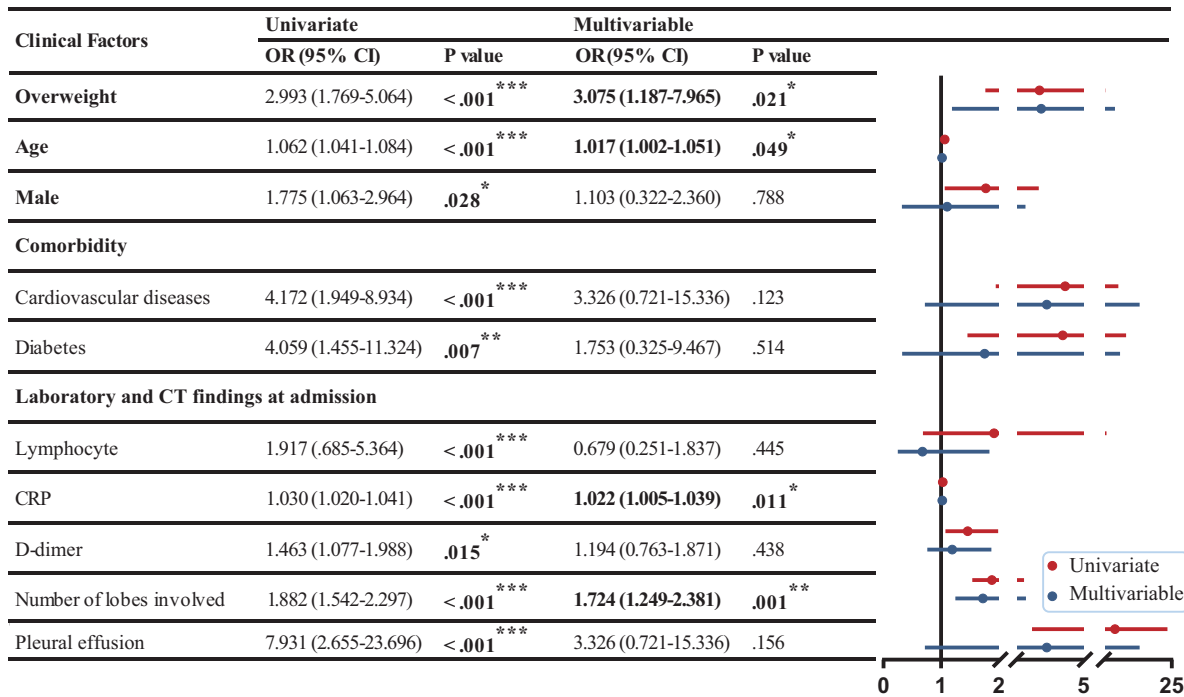 Clinical Factors Univariate Multivariable
OR (95% CI) P value OR(95% CI) P value
Overweight 2.993 (1.769-5.064) <.001*** 3.075 (1.187-7.965) .021*
Age 1.062 (1.041-1.084) <.001*** 1.017 (1.002-1.051) .049*
Male 1.775 (1.063-2.964) .028* 1.103 (0.322-2.360) .788
Comorbidity
Cardiovascular diseases 4.172 (1.949-8.934) <.001*** 3.326 (0.721-15.336) .123
Diabetes 4.059 (1.455-11.324) .007** 1.753 (0.325-9.467) .514
Laboratory and CT findings at admission
Lymphocyte 1.917 (.685-5.364) <.001*** 0.679 (0.251-1.837) .445
CRP 1.030 (1.020-1.041) <.001*** 1.022 (1.005-1.039) .011*
D-dimer 1.463 (1.077-1.988) .015* 1.194 (0.763-1.871) .438
Number of lobes involved 1.882 (1.542-2.297) <.001*** 1.724 (1.249-2.381) .001**
Pleural effusion 7.931 (2.655-23.696) <.001*** 3.326 (0.721-15.336) .156
Univariate
Multivariable
0 1 2 5 25